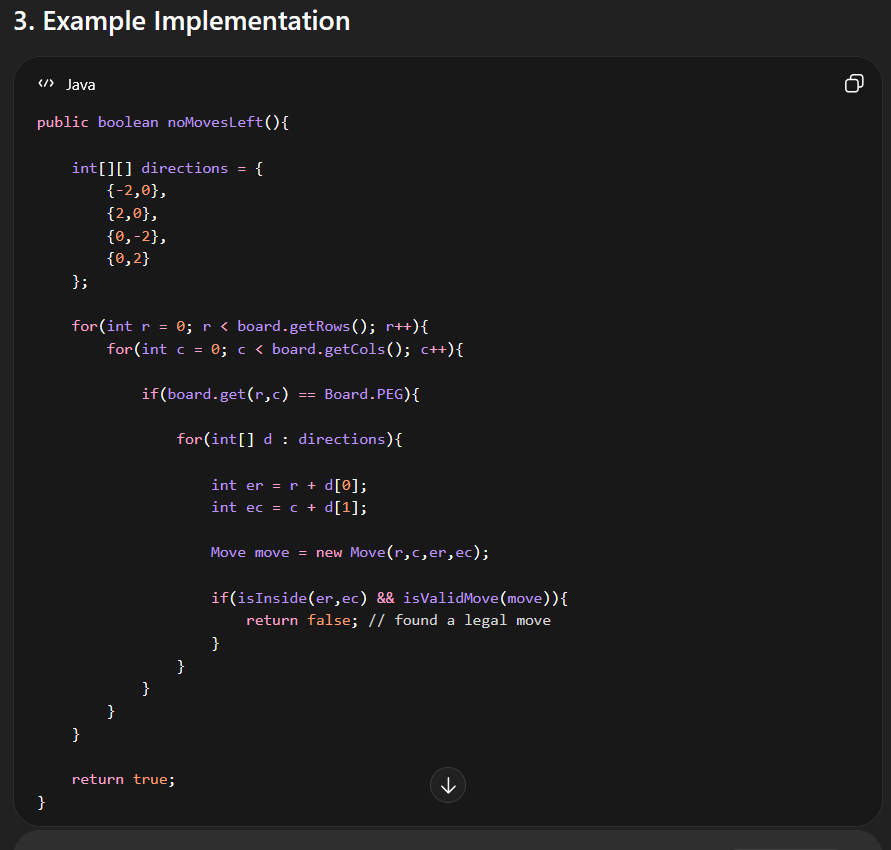 3. Example Implementation
</> Java
public boolean noMovesLeft(){
int[][] directions = {
{-2,0},
{2,0},
{0,-2},
{0,2}
};
for(int r = 0; r < board.getRows(); r++){
for(int c = 0; c < board.getCols(); c++){
if(board.get(r,c) == Board.PEG){
for(int[] d : directions){
int er = r + d[0];
int ec = c + d[1];
Move move = new Move(r,c,er,ec);
if(isInside(er,ec) && isValidMove(move)){
return false; // found a legal move
}
}
}
}
}
return true;
}